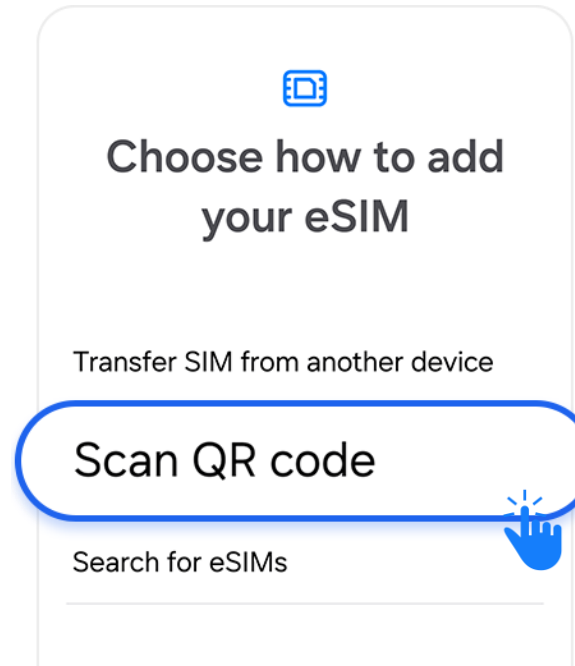 Choose how to add
your eSIM
Transfer SIM from another device
Scan QR code
Search for eSIMs